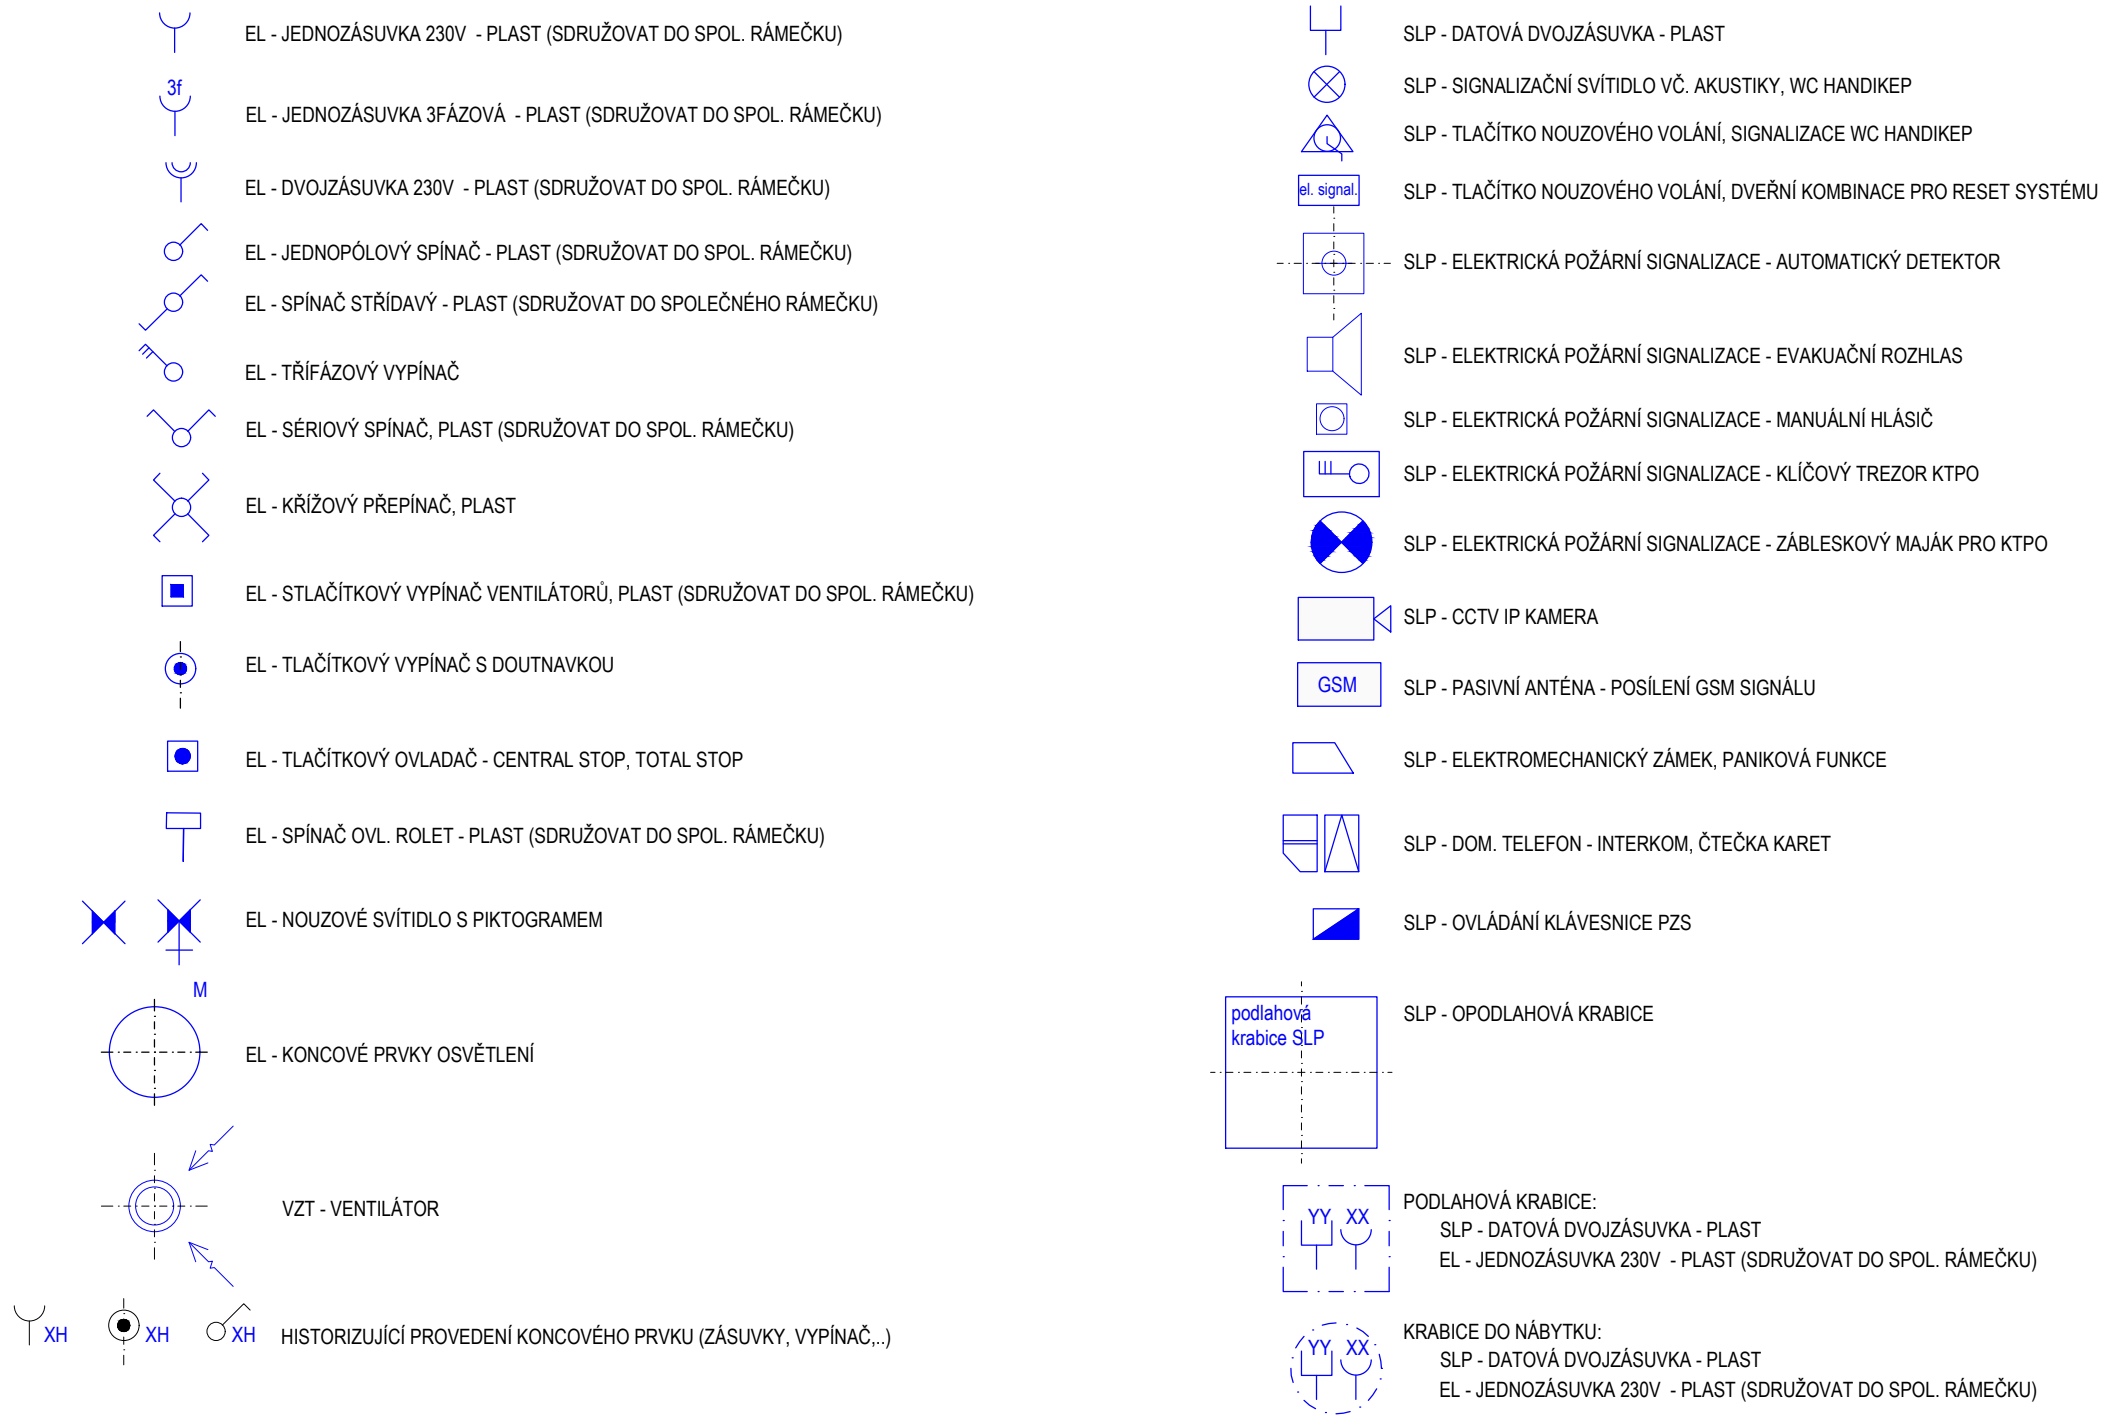 EL - JEDNOZÁSUVKA 230V - PLAST (SDRUŽOVAT DO SPOL. RÁMEČKU)
3f
EL - JEDNOZÁSUVKA 3FÁZOVÁ - PLAST (SDRUŽOVAT DO SPOL. RÁMEČKU)
EL - DVOJZÁSUVKA 230V - PLAST (SDRUŽOVAT DO SPOL. RÁMEČKU)
EL - JEDNOPÓLOVÝ SPÍNAČ - PLAST (SDRUŽOVAT DO SPOL. RÁMEČKU)
EL - SPÍNAČ STŘÍDAVÝ - PLAST (SDRUŽOVAT DO SPOLEČNÉHO RÁMEČKU)
EL - TŘÍFÁZOVÝ VYPÍNAČ
EL - SÉRIOVÝ SPÍNAČ, PLAST (SDRUŽOVAT DO SPOL. RÁMEČKU)
EL - KŘÍŽOVÝ PŘEPÍNAČ, PLAST
EL - STLAČÍTKOVÝ VYPÍNAČ VENTILÁTORŮ, PLAST (SDRUŽOVAT DO SPOL. RÁMEČKU)
EL - TLAČÍTKOVÝ VYPÍNAČ S DOUTNAVKOU
EL - TLAČÍTKOVÝ OVLADAČ - CENTRAL STOP, TOTAL STOP
EL - SPÍNAČ OVL. ROLET - PLAST (SDRUŽOVAT DO SPOL. RÁMEČKU)
EL - NOUZOVÉ SVÍTIDLO S PIKTOGRAMEM
M
EL - KONCOVÉ PRVKY OSVĚTLENÍ
VZT - VENTILÁTOR
XH XH XH HISTORIZUJÍCÍ PROVEDENÍ KONCOVÉHO PRVKU (ZÁSUVKY, VYPÍNAČ,..)
SLP - DATOVÁ DVOJZÁSUVKA - PLAST
SLP - SIGNALIZAČNÍ SVÍTIDLO VČ. AKUSTIKY, WC HANDIKEP
SLP - TLAČÍTKO NOUZOVÉHO VOLÁNÍ, SIGNALIZACE WC HANDIKEP
el. signal. SLP - TLAČÍTKO NOUZOVÉHO VOLÁNÍ, DVEŘNÍ KOMBINACE PRO RESET SYSTÉMU
SLP - ELEKTRICKÁ POŽÁRNÍ SIGNALIZACE - AUTOMATICKÝ DETEKTOR
SLP - ELEKTRICKÁ POŽÁRNÍ SIGNALIZACE - EVAKUAČNÍ ROZHLAS
SLP - ELEKTRICKÁ POŽÁRNÍ SIGNALIZACE - MANUÁLNÍ HLÁSIČ
SLP - ELEKTRICKÁ POŽÁRNÍ SIGNALIZACE - KLÍČOVÝ TREZOR KTPO
SLP - ELEKTRICKÁ POŽÁRNÍ SIGNALIZACE - ZÁBLESKOVÝ MAJÁK PRO KTPO
SLP - CCTV IP KAMERA
GSM SLP - PASIVNÍ ANTÉNA - POSÍLENÍ GSM SIGNÁLU
SLP - ELEKTROMECHANICKÝ ZÁMEK, PANIKOVÁ FUNKCE
SLP - DOM. TELEFON - INTERKOM, ČTEČKA KARET
SLP - OVLÁDÁNÍ KLÁVESNICE PZS
podlahová
krabice SLP
SLP - OPODLAHOVÁ KRABICE
PODLAHOVÁ KRABICE:
YY XX
SLP - DATOVÁ DVOJZÁSUVKA - PLAST
EL - JEDNOZÁSUVKA 230V - PLAST (SDRUŽOVAT DO SPOL. RÁMEČKU)
KRABICE DO NÁBYTKU:
YY XX
SLP - DATOVÁ DVOJZÁSUVKA - PLAST
EL - JEDNOZÁSUVKA 230V - PLAST (SDRUŽOVAT DO SPOL. RÁMEČKU)